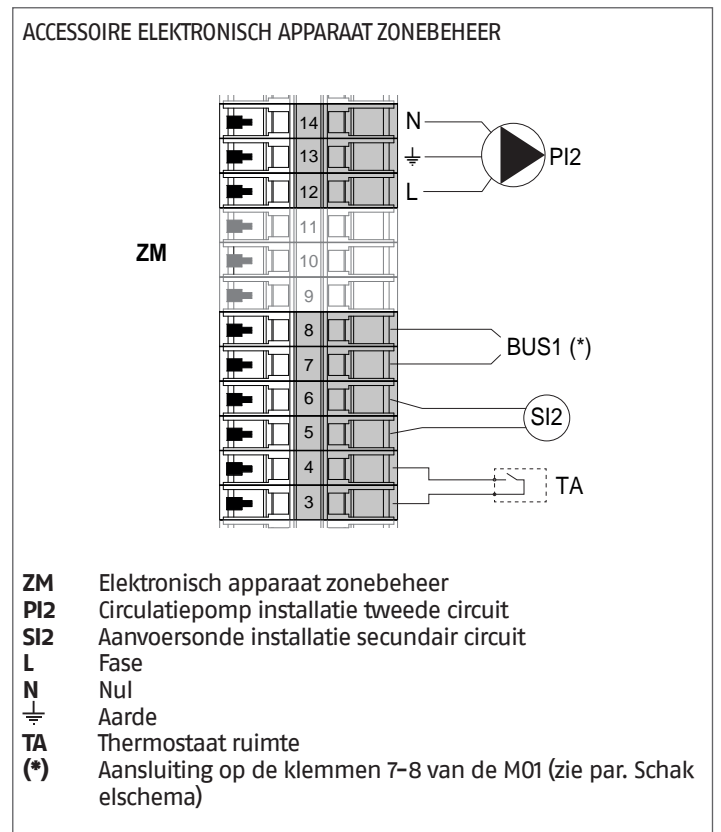 ACCESSOIRE ELEKTRONISCH APPARAAT ZONEBEHEER
14 N
13 ⏚ PI2
12 L
11
ZM 10
9
8
BUS1 (*)
7
6
SI2
5
4
TA
3
ZM Elektronisch apparaat zonebeheer
PI2 Circulatiepomp installatie tweede circuit
SI2 Aanvoersonde installatie secundair circuit
L Fase
N Nul
⏚ Aarde
TA Thermostaat ruimte
(*) Aansluiting op de klemmen 7-8 van de M01 (zie par. Schak
elschema)